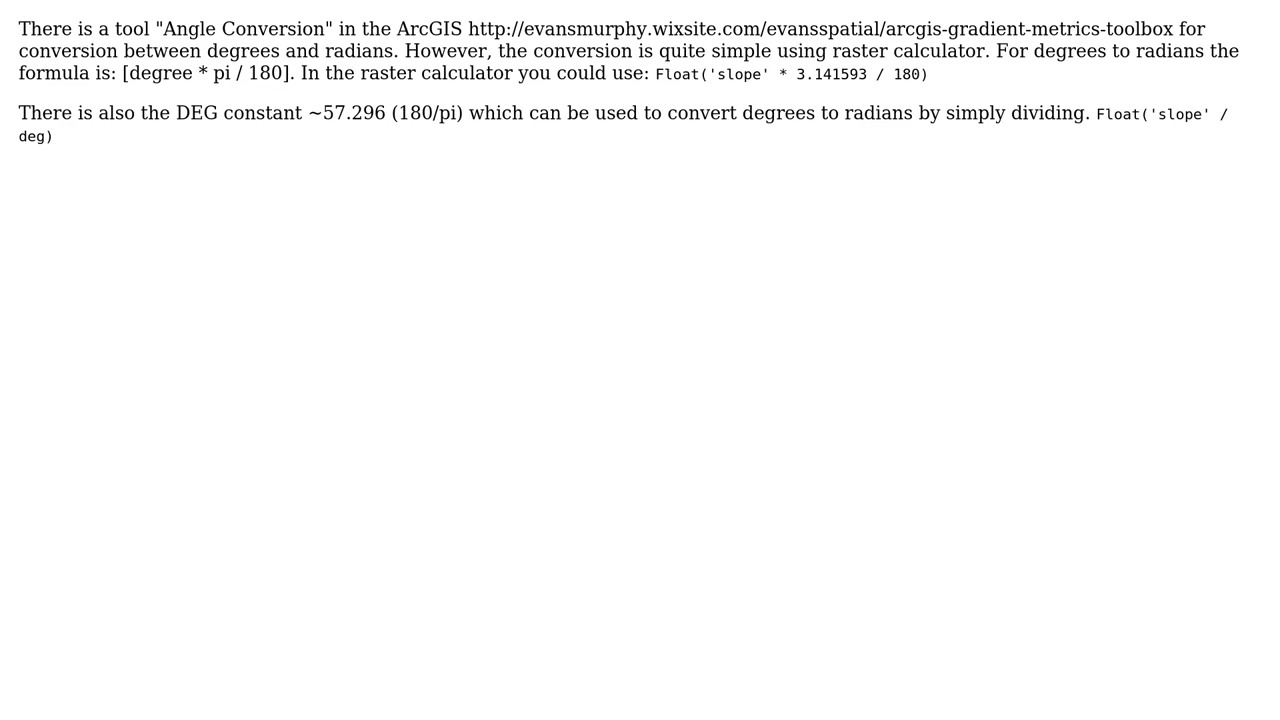 There is a tool "Angle Conversion" in the ArcGIS http://evansmurphy.wixsite.com/evansspatial/arcgis-gradient-metrics-toolbox for
conversion between degrees and radians. However, the conversion is quite simple using raster calculator. For degrees to radians the
formula is: [degree * pi / 180]. In the raster calculator you could use: Float('slope' * 3.141593 / 180)
There is also the DEG constant ~57.296 (180/pi) which can be used to convert degrees to radians by simply dividing. Float('slope' /
deg)